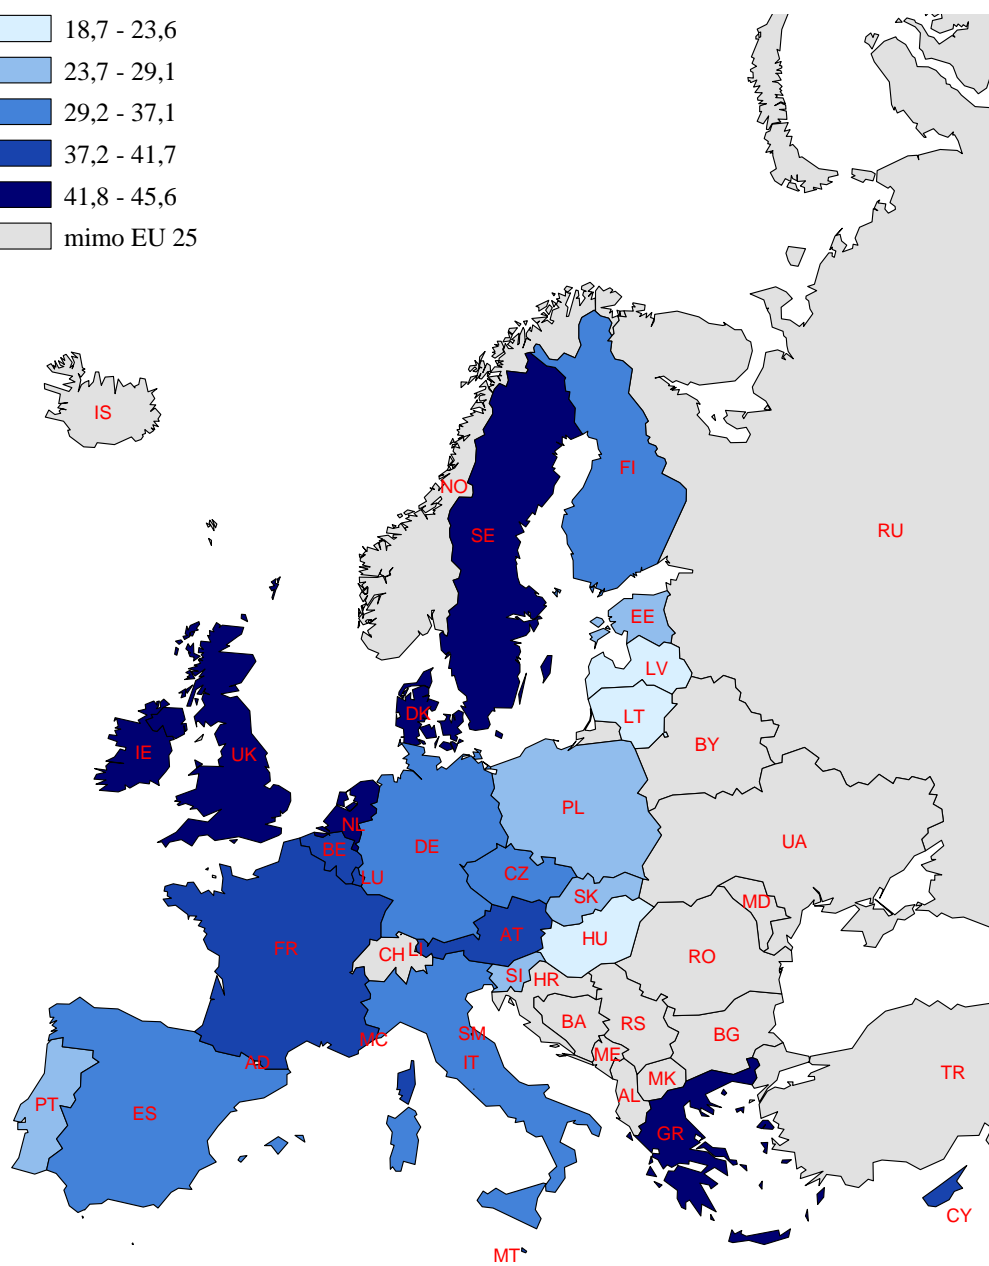 18,7 - 23,6
23,7 - 29,1
29,2 - 37,1
37,2 - 41,7
41,8 - 45,6
mimo EU 25
IS
FI
NO
RU
SE
EE
LV
DK
LT
IE
UK
BY
PL
NL
UA
DE
BE
CZ
LU
SK
MD
AT
HU
FR
CH
LI
RO
SI
HR
BA
RS
SM
BG
MC
ME
AD
IT
TR
MK
AL
PT
ES
GR
CY
MT